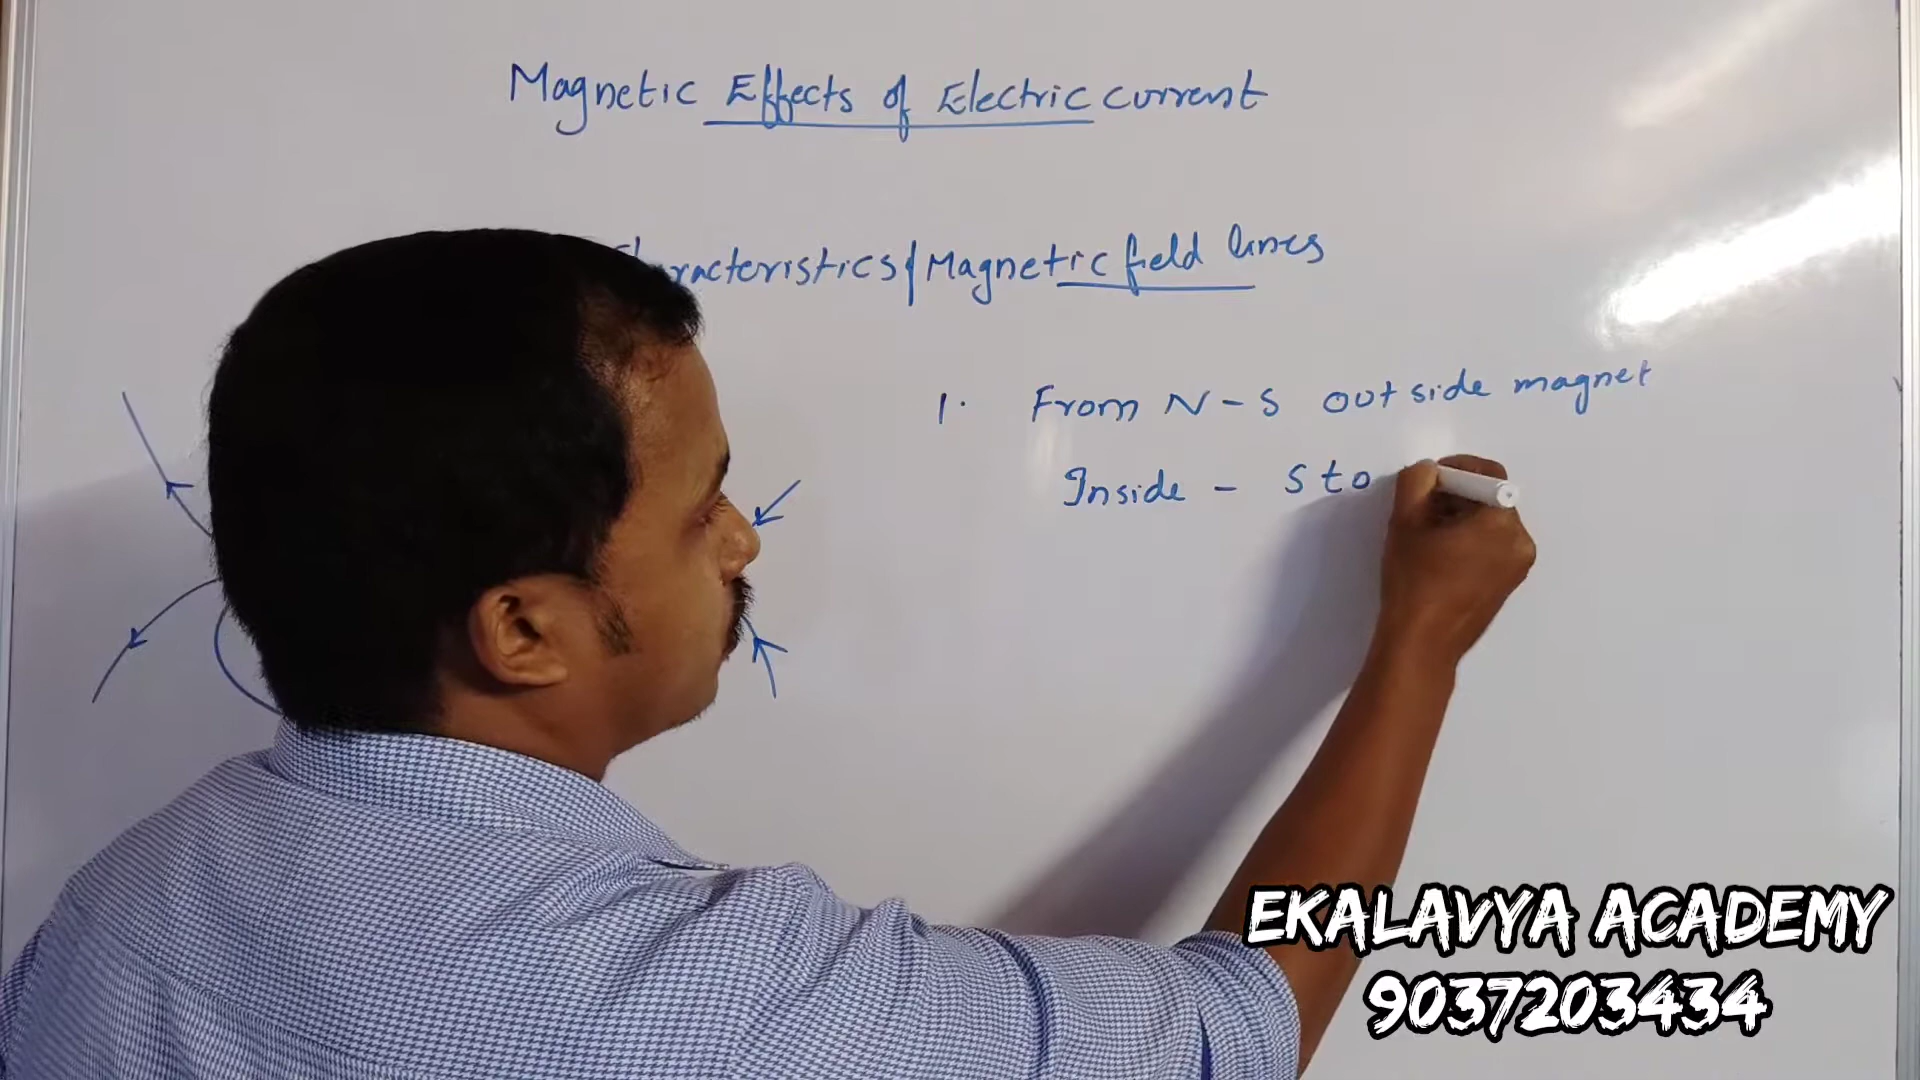 Magnetic Effects of Electric current
Characteristics of Magnetic field lines
1. From N-S outside magnet
Inside - S to
EKALAVYA ACADEMY
9037203434